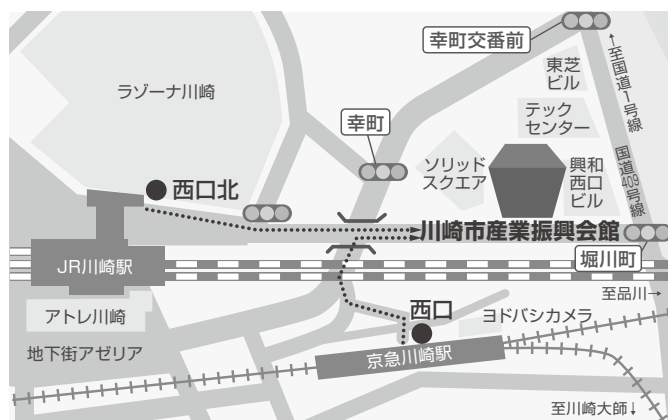 幸町交番前
↑至国道1号線
東芝
ビル
ラゾーナ川崎
テック
センター
幸町
国道409号線
ソリッド
スクエア
興和
西口
ビル
西口北
川崎市産業振興会館
堀川町
JR川崎駅
至品川→
アトレ川崎
西口
ヨドバシカメラ
地下街アゼリア
京急川崎駅
至川崎大師↓